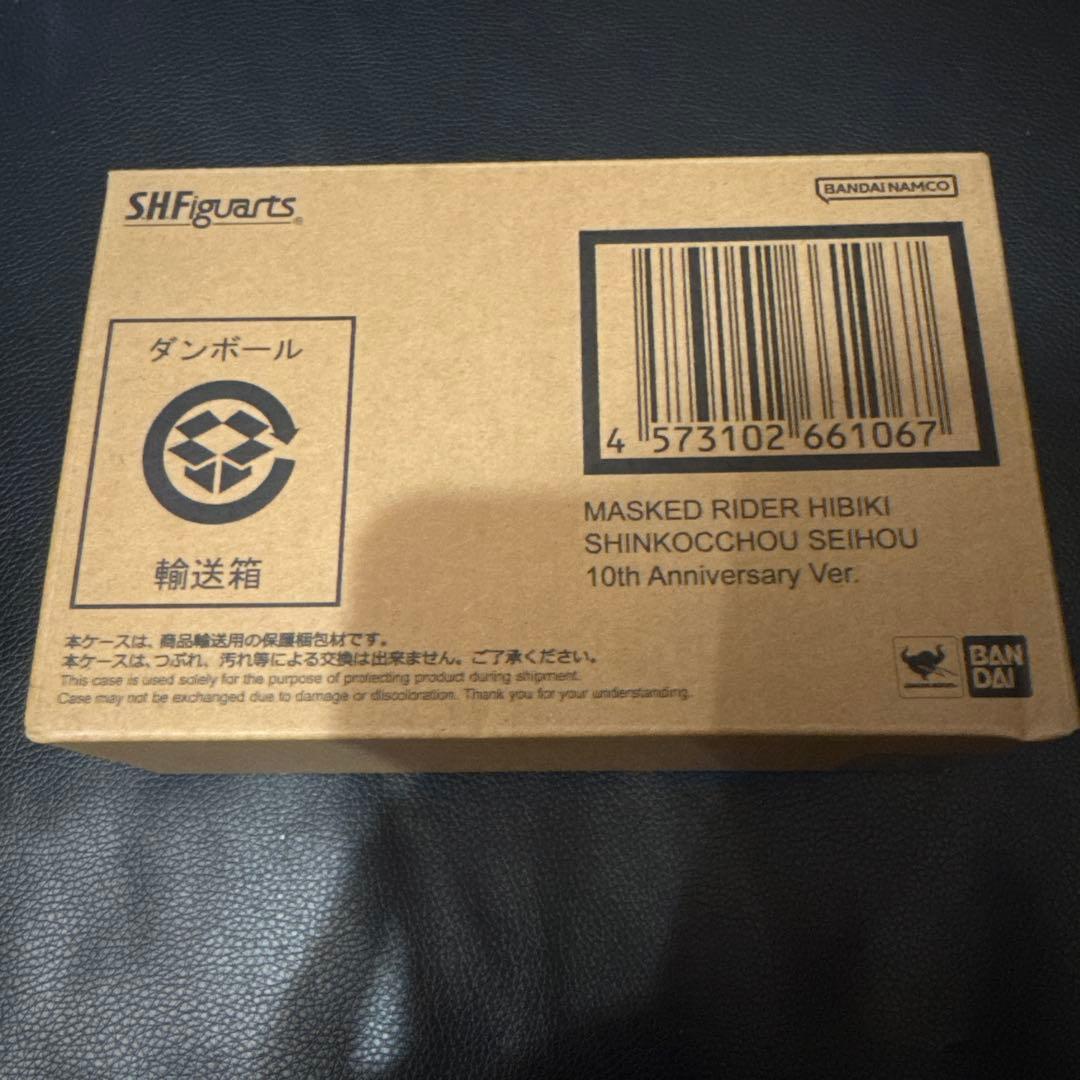 S.H.Figuarts®
BANDAI NAMCO
4 573102 661067
ダンボール
輸送箱
MASKED RIDER HIBIKI
SHINKOCCHOU SEIHOU
10th Anniversary Ver.
本ケースは、商品輸送用の保護梱包材です。
本ケースは、つぶれ、汚れ等による交換は出来ません。ご了承ください。
This case is used solely for the purpose of protecting product during shipment.
Case may not be exchanged due to damage or discoloration. Thank you for your understanding.
BAN
DAI